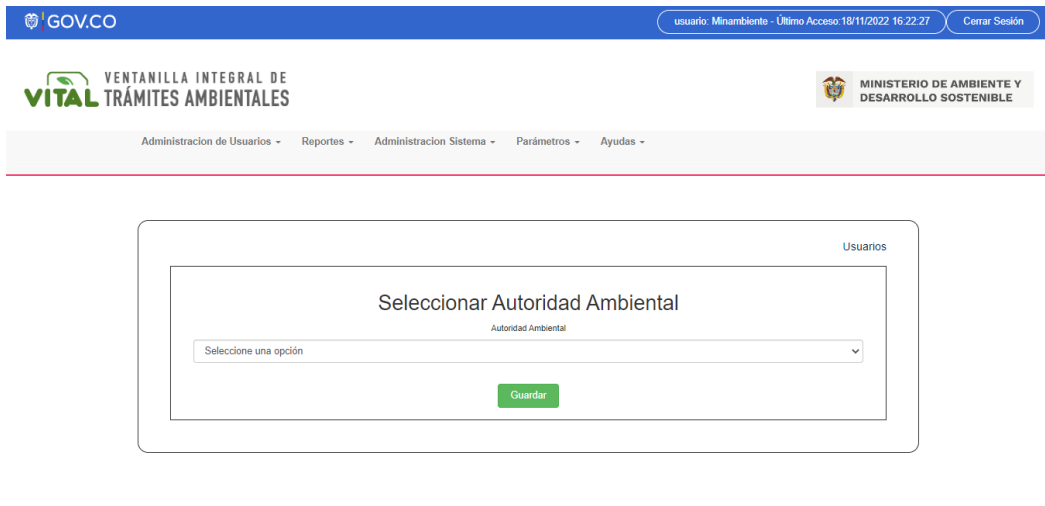 GOV.CO
usuario: Minambiente - Último Acceso:18/11/2022 16:22:27
Cerrar Sesión
VITAL
VENTANILLA INTEGRAL DE
TRÁMITES AMBIENTALES
MINISTERIO DE AMBIENTE Y
DESARROLLO SOSTENIBLE
Administracion de Usuarios
Reportes
Administracion Sistema
Parámetros
Ayudas
Usuarios
Seleccionar Autoridad Ambiental
Autoridad Ambiental
Seleccione una opción
Guardar